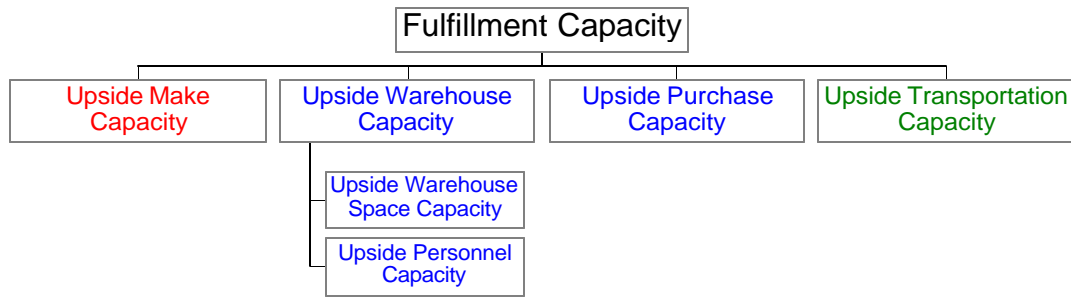 Fulfillment Capacity
Upside Make
Capacity
Upside Warehouse
Capacity
Upside Purchase
Capacity
Upside Transportation
Capacity
Upside Warehouse
Space Capacity
Upside Personnel
Capacity